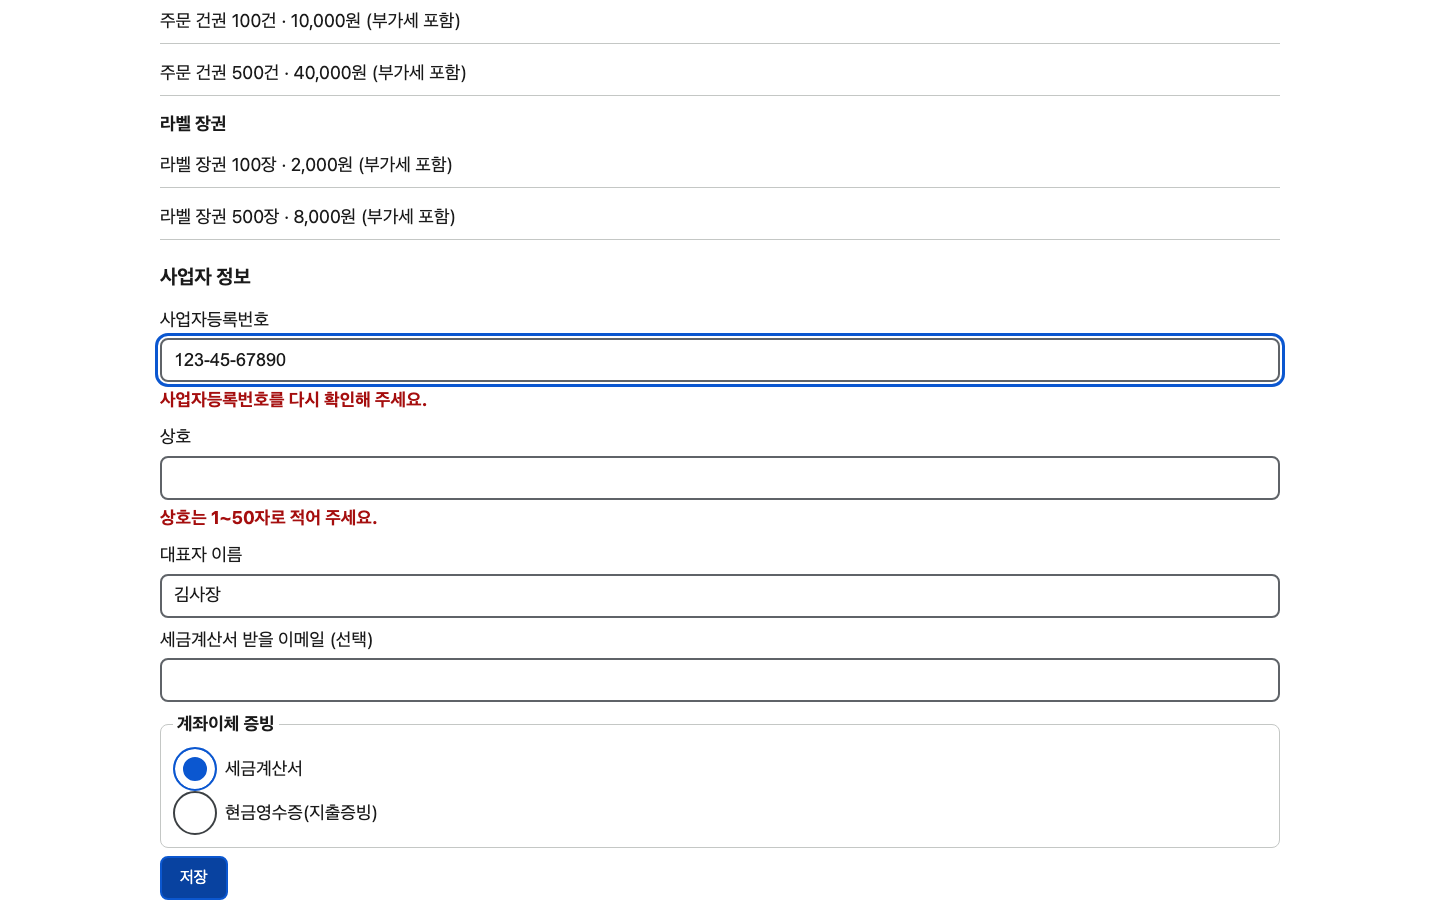 주문 건권 100건 · 10,000원 (부가세 포함)
주문 건권 500건 · 40,000원 (부가세 포함)
라벨 장권
라벨 장권 100장 · 2,000원 (부가세 포함)
라벨 장권 500장 · 8,000원 (부가세 포함)
사업자 정보
사업자등록번호
123-45-67890
사업자등록번호를 다시 확인해 주세요.
상호
상호는 1~50자로 적어 주세요.
대표자 이름
김사장
세금계산서 받을 이메일 (선택)
계좌이체 증빙
세금계산서
현금영수증(지출증빙)
저장